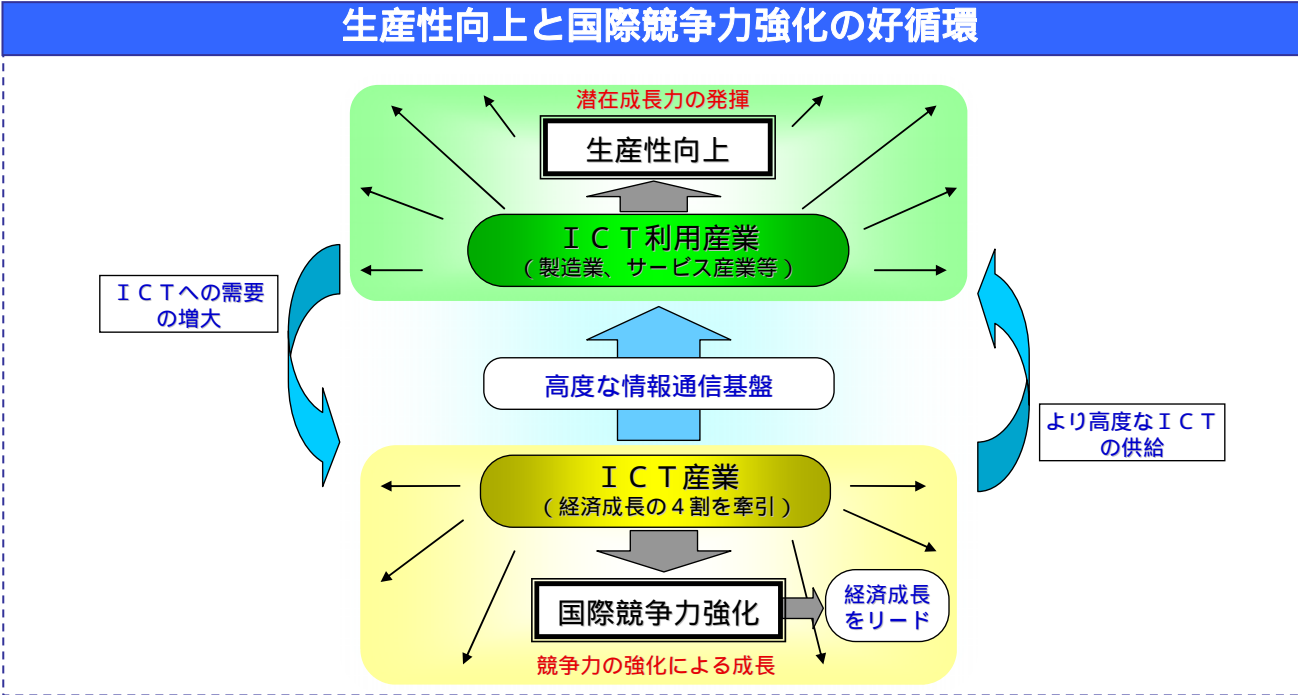 生産性向上と国際競争力強化の好循環
潜在成長力の発揮
生産性向上
ＩＣＴ利用産業
（製造業、サービス産業等）
ＩＣＴへの需要
の増大
高度な情報通信基盤
より高度なＩＣＴ
の供給
ＩＣＴ産業
（経済成長の４割を牽引）
国際競争力強化
経済成長
をリード
競争力の強化による成長